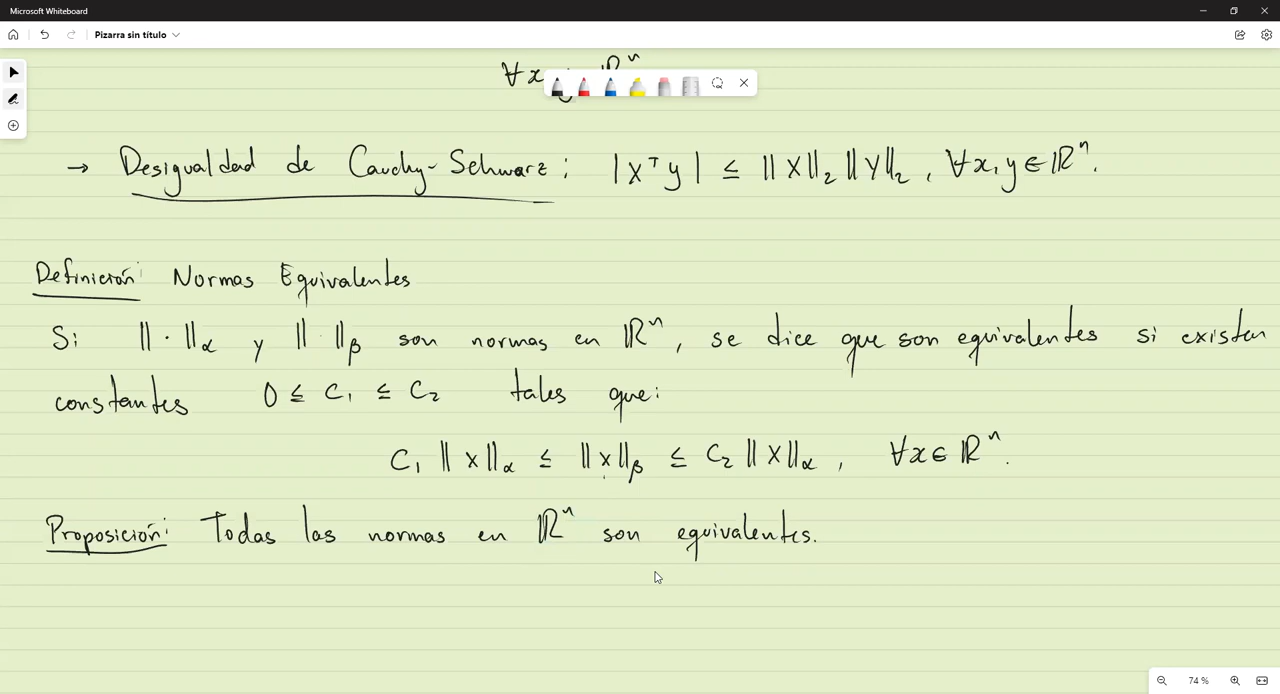 Microsoft Whiteboard
Pizarra sin título
∀x, y ∈ ℝⁿ
→ Desigualdad de Cauchy-Schwarz: |xᵀy| ≤ ‖x‖₂ ‖y‖₂, ∀x, y ∈ ℝⁿ.
Definición: Normas Equivalentes
Si ‖·‖α y ‖·‖β son normas en ℝⁿ, se dice que son equivalentes si existen
constantes 0 ≤ C₁ ≤ C₂ tales que:
C₁ ‖x‖α ≤ ‖x‖β ≤ C₂ ‖x‖α, ∀x ∈ ℝⁿ.
Proposición: Todas las normas en ℝⁿ son equivalentes.
74 %